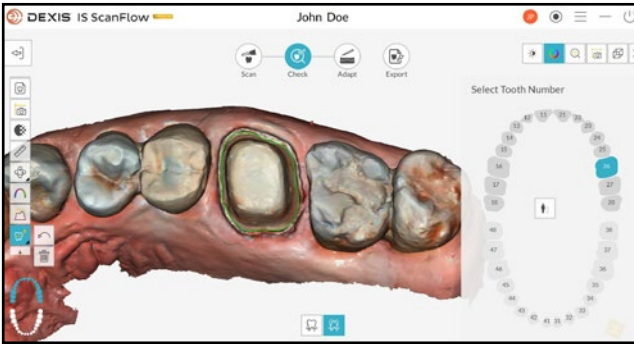 DEXIS IS ScanFlow
John Doe
JP
Scan Check Adapt Export
Select Tooth Number
12 11 21 22
13 23
14 24
15 25
16 26
17 27
18 28
48 38
47 37
46 36
45 35
44 34
43 33
42 41 31 32